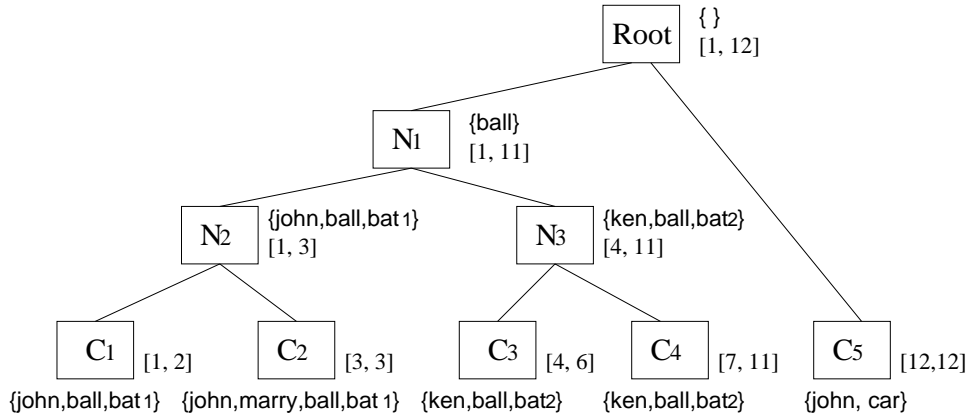 Root
{ }
[1, 12]
N1
{ball}
[1, 11]
N2
{john,ball,bat1}
[1, 3]
N3
{ken,ball,bat2}
[4, 11]
C1
[1, 2]
C2
[3, 3]
C3
[4, 6]
C4
[7, 11]
C5
[12,12]
{john,ball,bat1}
{john,marry,ball,bat1}
{ken,ball,bat2}
{ken,ball,bat2}
{john, car}